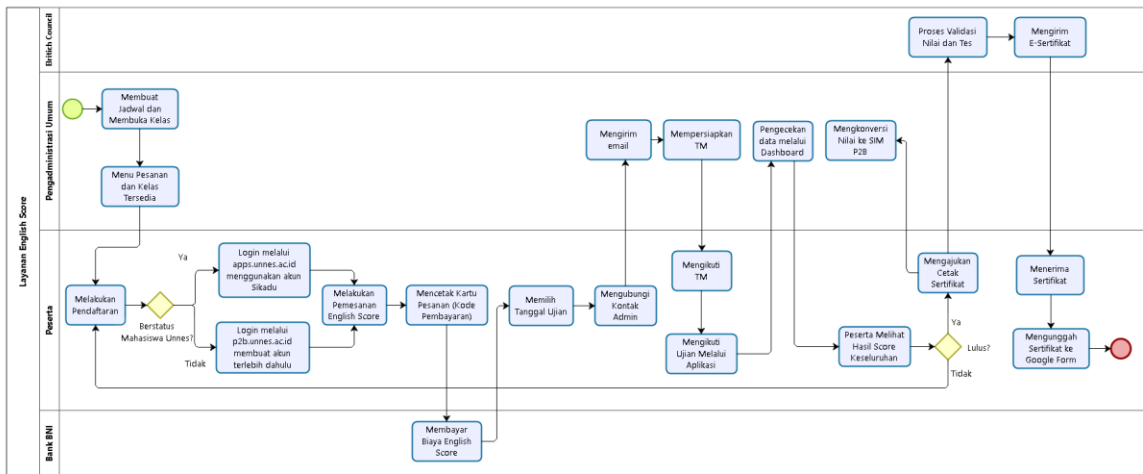 Layanan English Score
Britich Council
Proses Validasi
Nilai dan Tes
Mengirim
E-Sertifikat
Pengadministrasi Umum
Membuat
Jadwal dan
Membuka Kelas
Menu Pesanan
dan Kelas
Tersedia
Mengirim
email
Mempersiapkan
TM
Pengecekan
data melalui
Dashboard
Mengkonversi
Nilai ke SIM
P2B
Peserta
Melakukan
Pendaftaran
Berstatus
Mahasiswa Unnes?
Ya
Tidak
Login melalui
apps.unnes.ac.id
menggunakan akun
Sikadu
Login melalui
p2b.unnes.ac.id
membuat akun
terlebih dahulu
Melakukan
Pemesanan
English Score
Mencetak Kartu
Pesanan (Kode
Pembayaran)
Memilih
Tanggal Ujian
Mengubungi
Kontak
Admin
Mengikuti
TM
Mengikuti
Ujian Melalui
Aplikasi
Peserta Melihat
Hasil Score
Keseluruhan
Mengajukan
Cetak
Sertifikat
Ya
Lulus?
Tidak
Menerima
Sertifikat
Mengunggah
Sertifikat ke
Google Form
Bank BNI
Membayar
Biaya English
Score